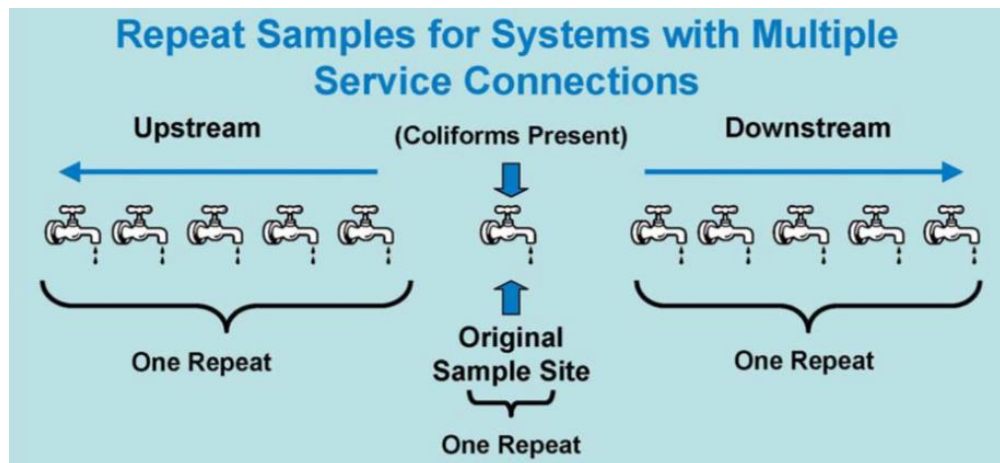 Repeat Samples for Systems with Multiple
Service Connections
Upstream
(Coliforms Present)
Downstream
One Repeat
Original
Sample Site
One Repeat
One Repeat